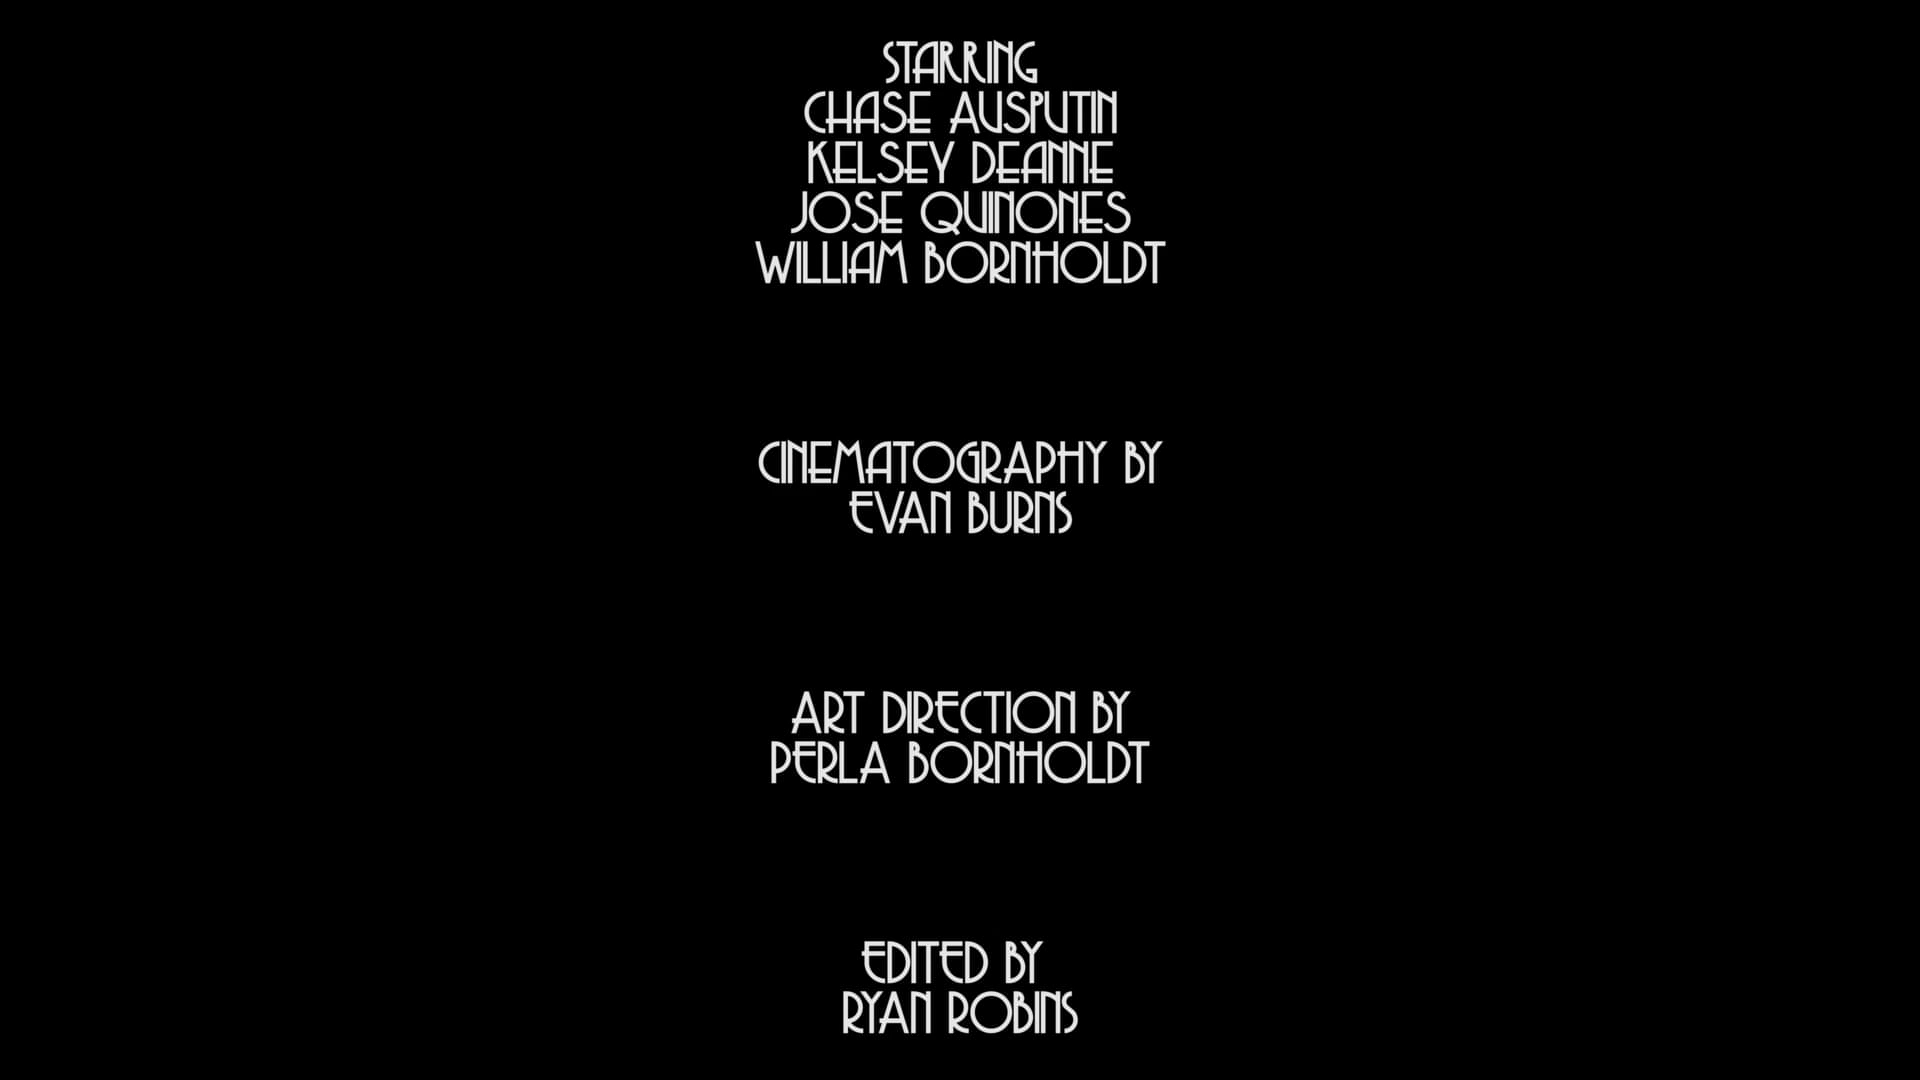 STARRING
CHASE AUSPUTIN
KELSEY DEANNE
JOSE QUINONES
WILLIAM BORNHOLDT
CINEMATOGRAPHY BY
EVAN BURNS
ART DIRECTION BY
PERLA BORNHOLDT
EDITED BY
RYAN ROBINS